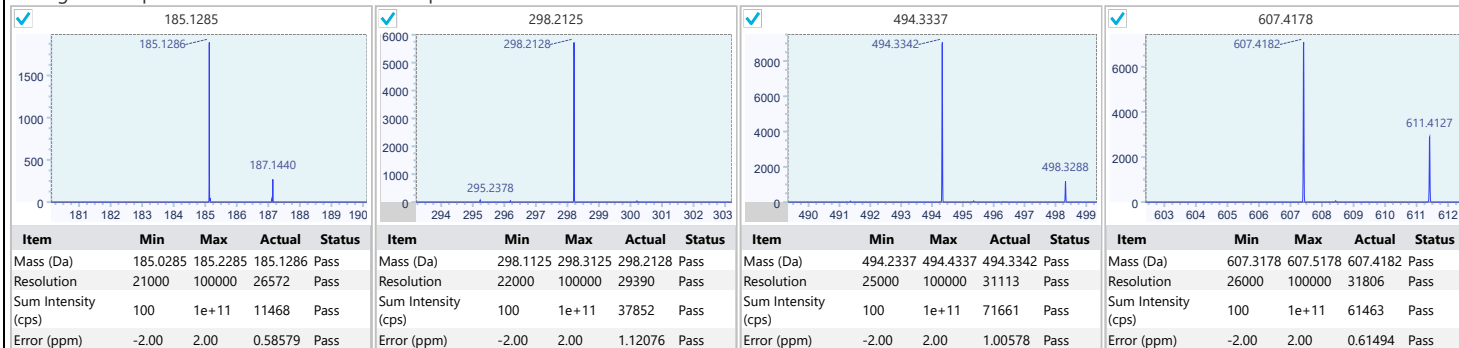 185.1285
185.1286
187.1440
1500
1000
500
0
181 182 183 184 185 186 187 188 189 190
Item Min Max Actual Status
Mass (Da) 185.0285 185.2285 185.1286 Pass
Resolution 21000 100000 26572 Pass
Sum Intensity (cps) 100 1e+11 11468 Pass
Error (ppm) -2.00 2.00 0.58579 Pass
298.2125
6000
298.2128
5000
4000
3000
2000
1000
295.2378
0
294 295 296 297 298 299 300 301 302 303
Item Min Max Actual Status
Mass (Da) 298.1125 298.3125 298.2128 Pass
Resolution 22000 100000 29390 Pass
Sum Intensity (cps) 100 1e+11 37852 Pass
Error (ppm) -2.00 2.00 1.12076 Pass
494.3337
494.3342
8000
6000
4000
2000
498.3288
0
490 491 492 493 494 495 496 497 498 499
Item Min Max Actual Status
Mass (Da) 494.2337 494.4337 494.3342 Pass
Resolution 25000 100000 31113 Pass
Sum Intensity (cps) 100 1e+11 71661 Pass
Error (ppm) -2.00 2.00 1.00578 Pass
607.4178
607.4182
6000
4000
611.4127
2000
0
603 604 605 606 607 608 609 610 611 612
Item Min Max Actual Status
Mass (Da) 607.3178 607.5178 607.4182 Pass
Resolution 26000 100000 31806 Pass
Sum Intensity (cps) 100 1e+11 61463 Pass
Error (ppm) -2.00 2.00 0.61494 Pass